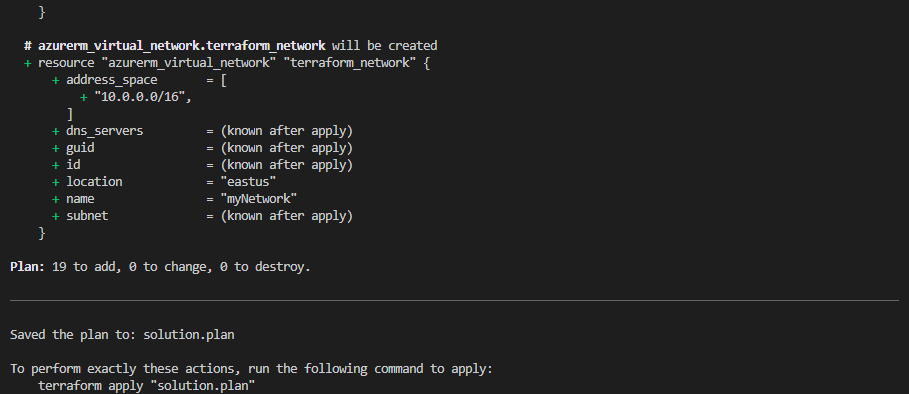 }
# azurerm_virtual_network.terraform_network will be created
+ resource "azurerm_virtual_network" "terraform_network" {
+ address_space = [
+ "10.0.0.0/16",
]
+ dns_servers = (known after apply)
+ guid = (known after apply)
+ id = (known after apply)
+ location = "eastus"
+ name = "myNetwork"
+ subnet = (known after apply)
}
Plan: 19 to add, 0 to change, 0 to destroy.
Saved the plan to: solution.plan
To perform exactly these actions, run the following command to apply:
terraform apply "solution.plan"